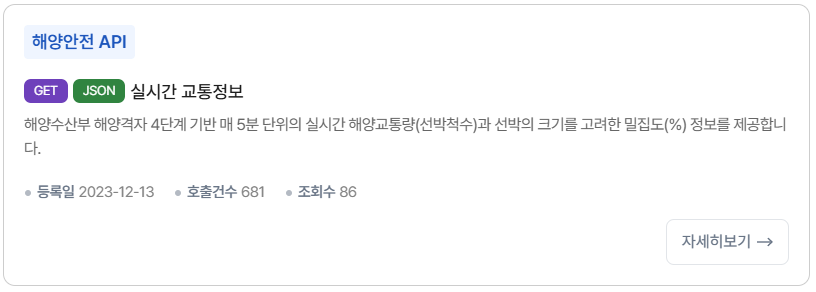 해양안전 API
GET JSON 실시간 교통정보
해양수산부 해양격자 4단계 기반 매 5분 단위의 실시간 해양교통량(선박척수)과 선박의 크기를 고려한 밀집도(%) 정보를 제공합니
다.
등록일 2023-12-13 호출건수 681 조회수 86
자세히보기 →